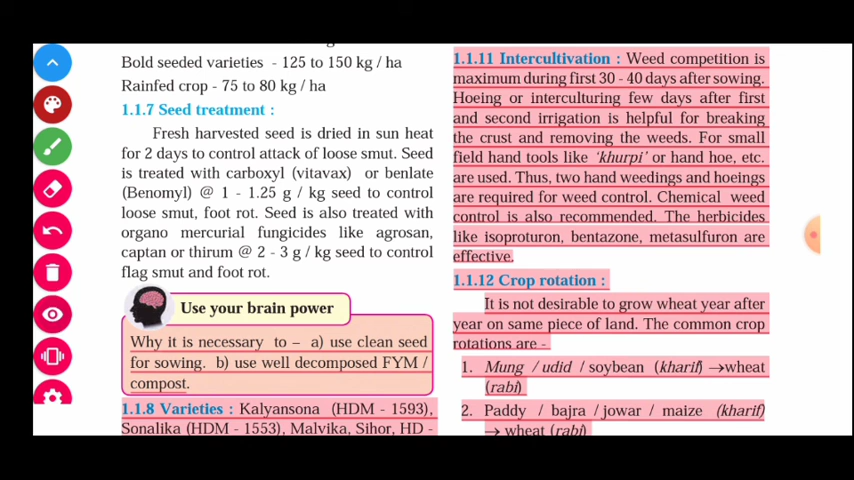 Bold seeded varieties - 125 to 150 kg / ha
Rainfed crop - 75 to 80 kg / ha
1.1.7 Seed treatment :
Fresh harvested seed is dried in sun heat
for 2 days to control attack of loose smut. Seed
is treated with carboxyl (vitavax) or benlate
(Benomyl) @ 1 - 1.25 g / kg seed to control
loose smut, foot rot. Seed is also treated with
organo mercurial fungicides like agrosan,
captan or thirum @ 2 - 3 g / kg seed to control
flag smut and foot rot.
Use your brain power
Why it is necessary to – a) use clean seed
for sowing. b) use well decomposed FYM /
compost.
1.1.8 Varieties : Kalyansona (HDM - 1593),
Sonalika (HDM - 1553), Malvika, Sihor, HD -
1.1.11 Intercultivation : Weed competition is
maximum during first 30 - 40 days after sowing.
Hoeing or interculturing few days after first
and second irrigation is helpful for breaking
the crust and removing the weeds. For small
field hand tools like 'khurpi' or hand hoe, etc.
are used. Thus, two hand weedings and hoeings
are required for weed control. Chemical weed
control is also recommended. The herbicides
like isoproturon, bentazone, metasulfuron are
effective.
1.1.12 Crop rotation :
It is not desirable to grow wheat year after
year on same piece of land. The common crop
rotations are -
1. Mung / udid / soybean (kharif) →wheat
(rabi)
2. Paddy / bajra / jowar / maize (kharif)
→ wheat (rabi)